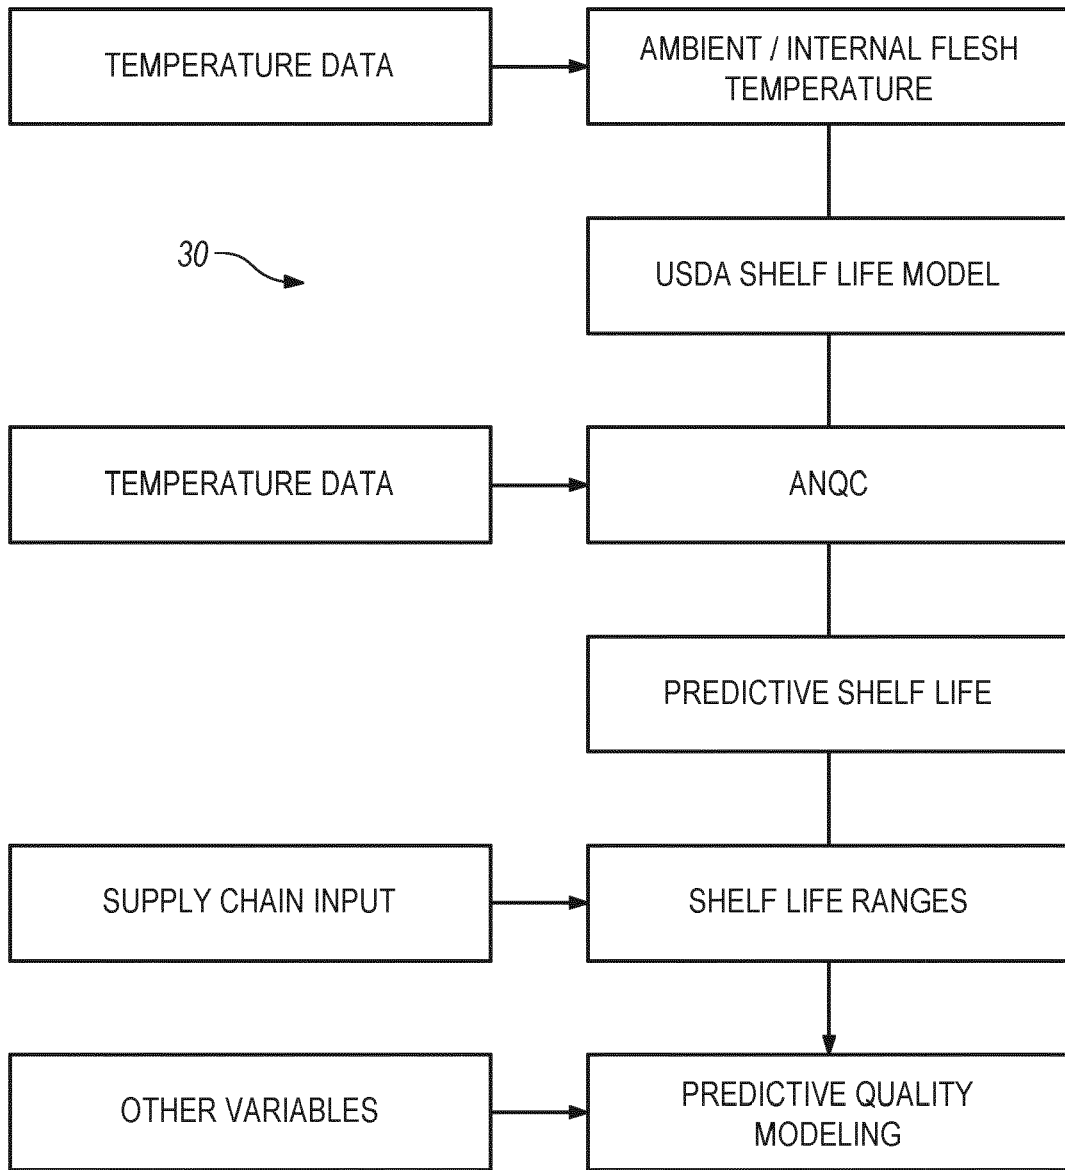 TEMPERATURE DATA
AMBIENT / INTERNAL FLESH
TEMPERATURE
30
USDA SHELF LIFE MODEL
TEMPERATURE DATA
ANQC
PREDICTIVE SHELF LIFE
SUPPLY CHAIN INPUT
SHELF LIFE RANGES
OTHER VARIABLES
PREDICTIVE QUALITY
MODELING